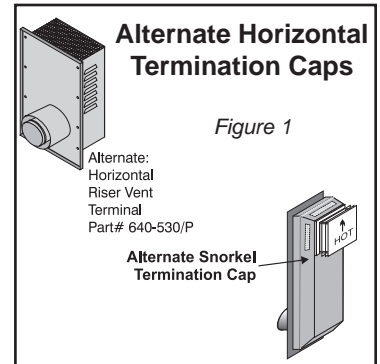 Alternate Horizontal
Termination Caps
Figure 1
Alternate:
Horizontal
Riser Vent
Terminal
Part# 640-530/P
Alternate Snorkel
Termination Cap
HOT